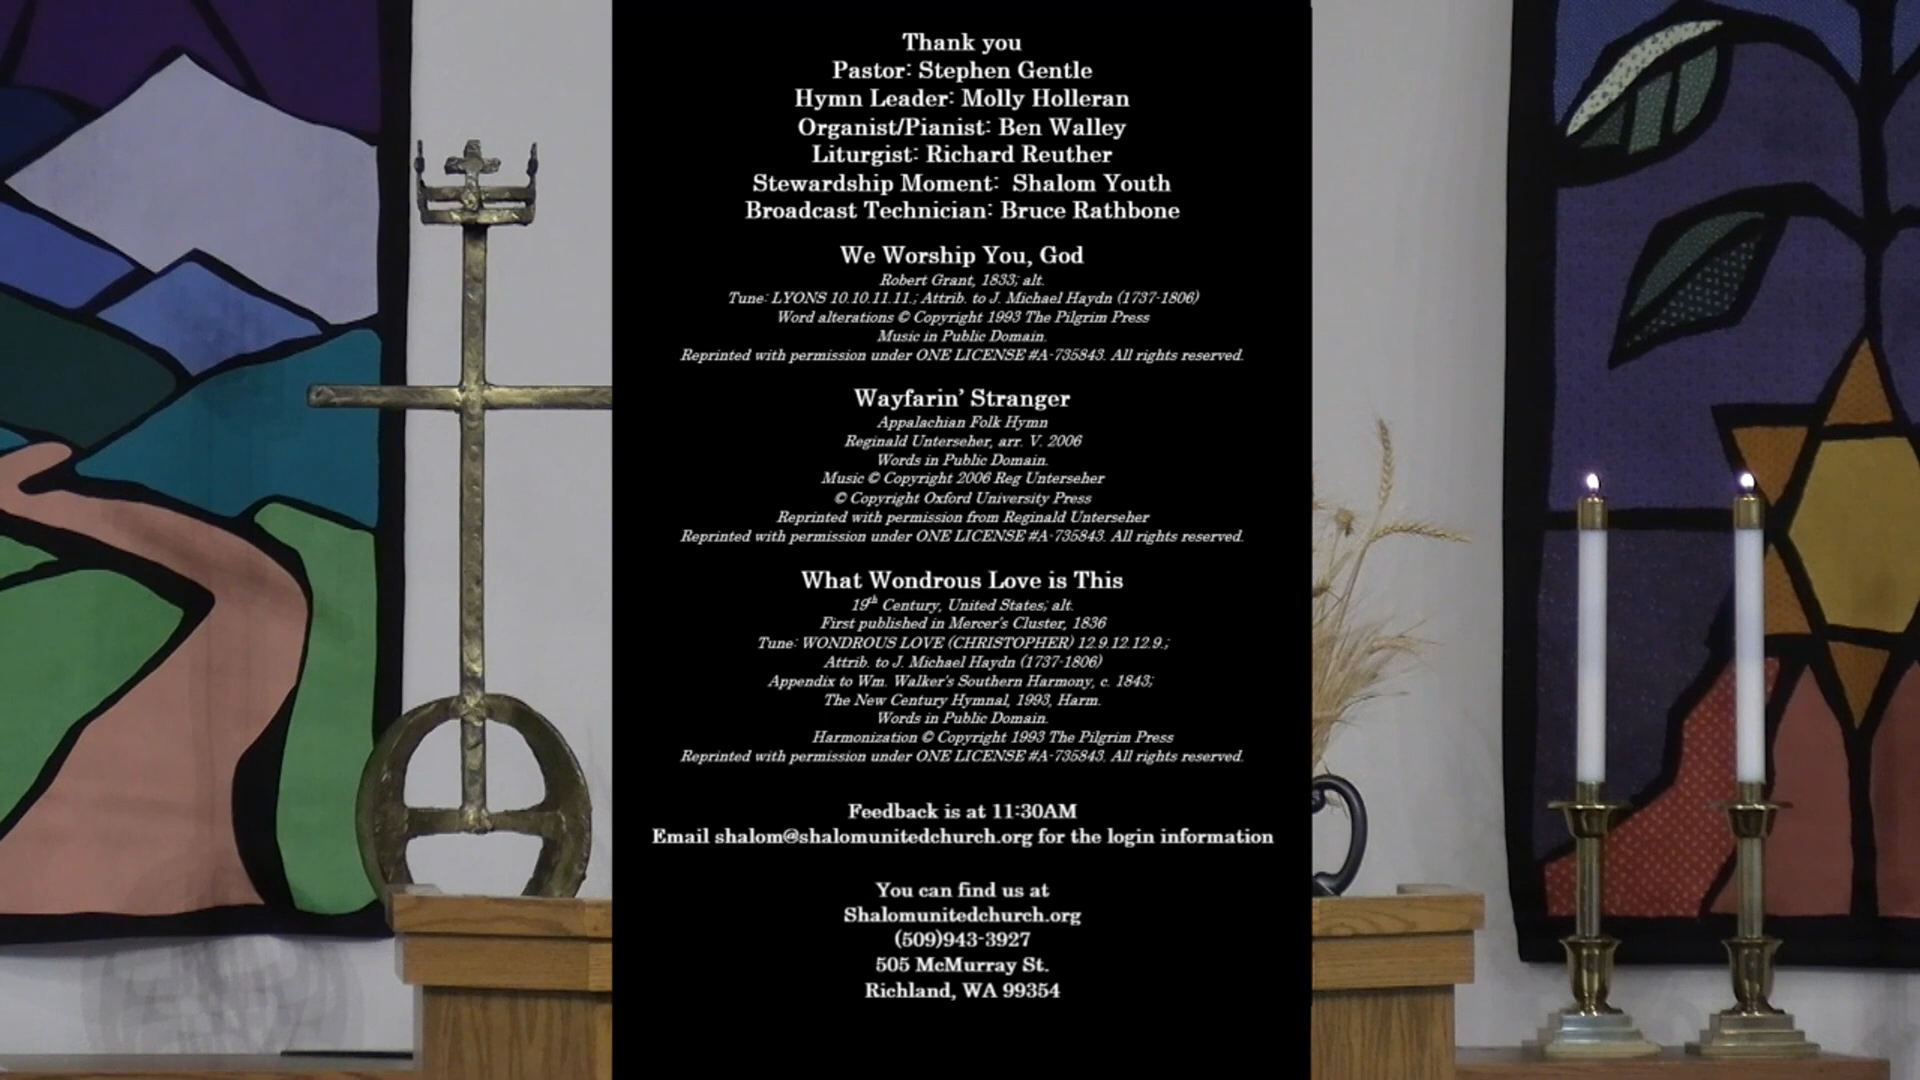 Thank you
Pastor: Stephen Gentle
Hymn Leader: Molly Holleran
Organist/Pianist: Ben Walley
Liturgist: Richard Reuther
Stewardship Moment:  Shalom Youth
Broadcast Technician: Bruce Rathbone
We Worship You, God
Robert Grant, 1833; alt.
Tune: LYONS 10.10.11.11.; Attrib. to J. Michael Haydn (1737-1806)
Word alterations © Copyright 1993 The Pilgrim Press
Music in Public Domain.
Reprinted with permission under ONE LICENSE #A-735843. All rights reserved.
Wayfarin' Stranger
Appalachian Folk Hymn
Reginald Unterseher, arr. V. 2006
Words in Public Domain.
Music © Copyright 2006 Reg Unterseher
© Copyright Oxford University Press
Reprinted with permission from Reginald Unterseher
Reprinted with permission under ONE LICENSE #A-735843. All rights reserved.
What Wondrous Love is This
19th Century, United States; alt.
First published in Mercer's Cluster, 1836
Tune: WONDROUS LOVE (CHRISTOPHER) 12.9.12.12.9.;
Attrib. to J. Michael Haydn (1737-1806)
Appendix to Wm. Walker's Southern Harmony, c. 1843;
The New Century Hymnal, 1993, Harm.
Words in Public Domain.
Harmonization © Copyright 1993 The Pilgrim Press
Reprinted with permission under ONE LICENSE #A-735843. All rights reserved.
Feedback is at 11:30AM
Email shalom@shalomunitedchurch.org for the login information
You can find us at
Shalomunitedchurch.org
(509)943-3927
505 McMurray St.
Richland, WA 99354